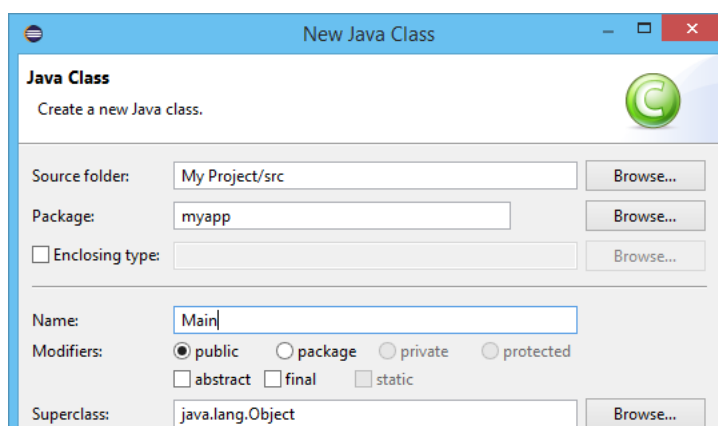 New Java Class
Java Class
Create a new Java class.
C
Source folder: My Project/src Browse...
Package: myapp Browse...
Enclosing type: Browse...
Name: Main
Modifiers: public package private protected
abstract final static
Superclass: java.lang.Object Browse...